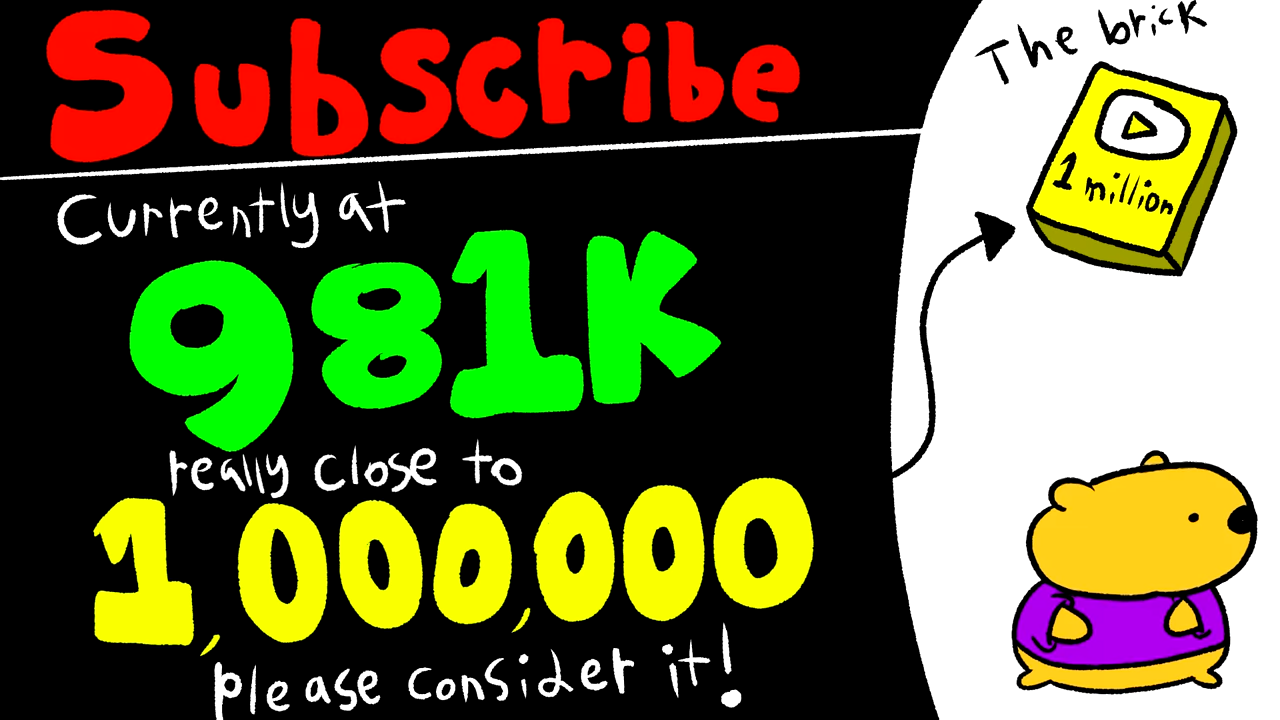 Subscribe
Currently at
981K
really close to
1,000,000
please consider it!
The brick
1 million